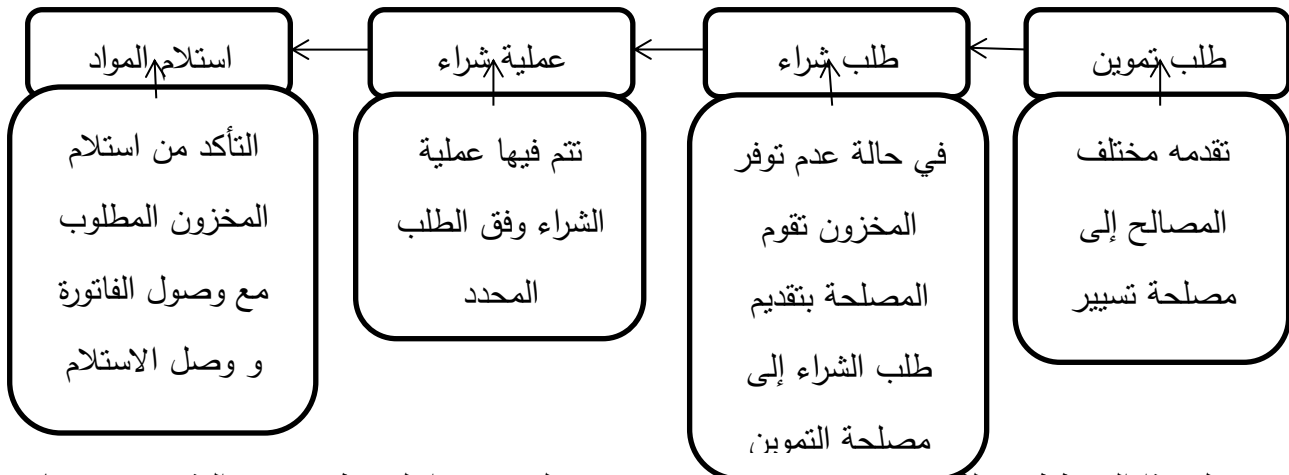 طلب تموين
طلب شراء
عملية شراء
استلام المواد
تقدمه مختلف
المصالح إلى
مصلحة تسيير
في حالة عدم توفر
المخزون تقوم
المصلحة بتقديم
طلب الشراء إلى
مصلحة التموين
تتم فيها عملية
الشراء وفق الطلب
المحدد
التأكد من استلام
المخزون المطلوب
مع وصول الفاتورة
و وصل الاستلام